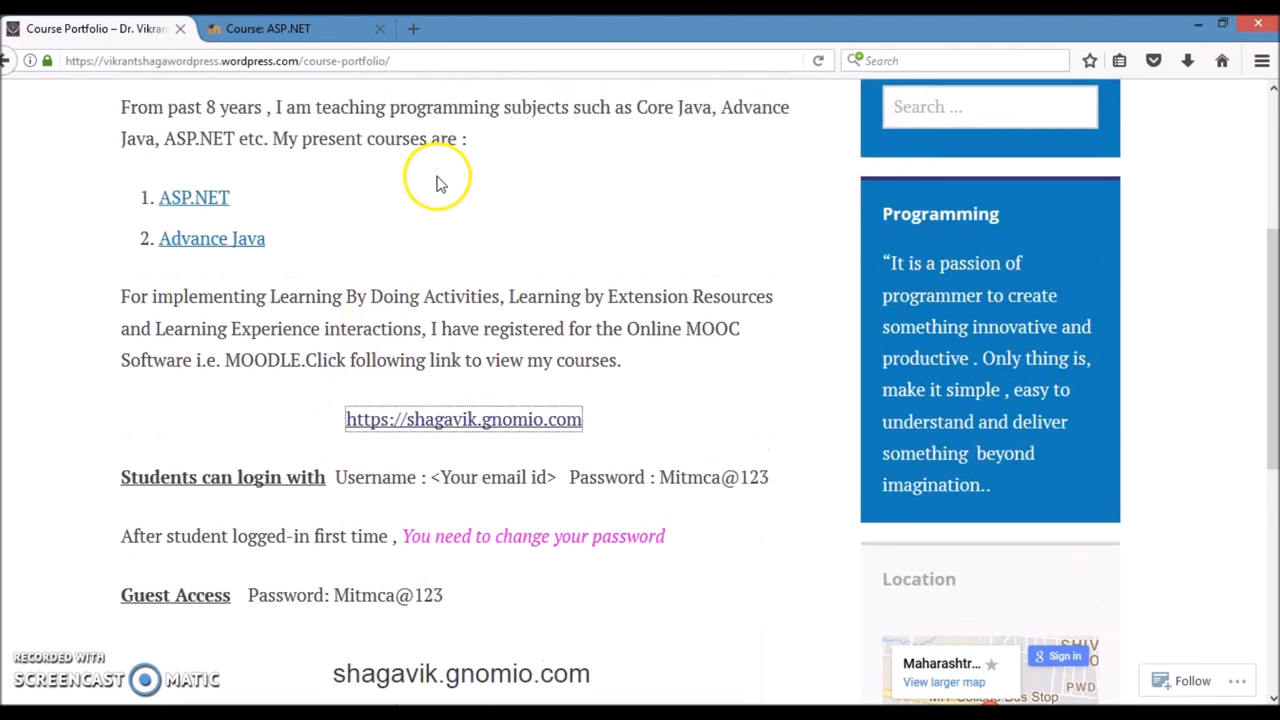 Course Portfolio – Dr. Vikran
Course: ASP.NET
https://vikrantshagawordpress.wordpress.com/course-portfolio/
Search
From past 8 years , I am teaching programming subjects such as Core Java, Advance
Java, ASP.NET etc. My present courses are :
1. ASP.NET
2. Advance Java
For implementing Learning By Doing Activities, Learning by Extension Resources
and Learning Experience interactions, I have registered for the Online MOOC
Software i.e. MOODLE.Click following link to view my courses.
https://shagavik.gnomio.com
Students can login with Username : <Your email id> Password : Mitmca@123
After student logged-in first time , You need to change your password
Guest Access Password: Mitmca@123
shagavik.gnomio.com
Search ...
Programming
“It is a passion of
programmer to create
something innovative and
productive . Only thing is,
make it simple , easy to
understand and deliver
something beyond
imagination..
Location
Maharashtr...
View larger map
Sign in
PWD
Follow
RECORDED WITH
SCREENCAST MATIC